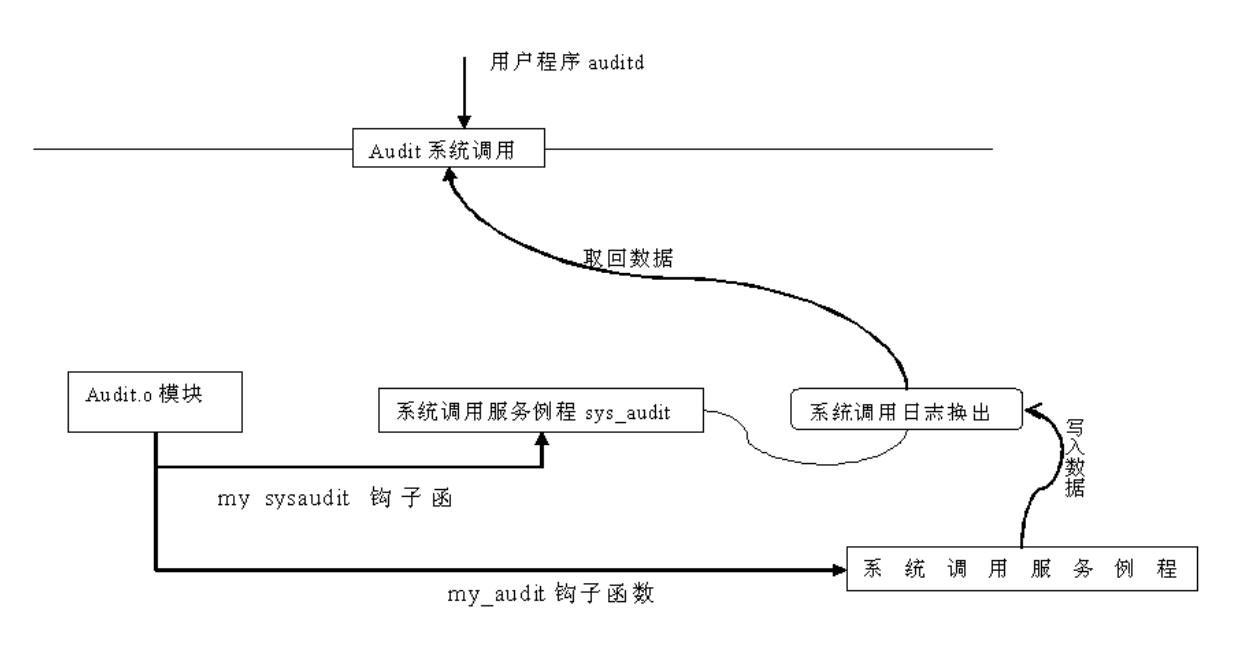 用户程序 auditd
Audit 系统调用
取回数据
Audit.o 模块
系统调用服务例程 sys_audit
系统调用日志换出
写入数据
my sysaudit 钩子函
系统调用服务例程
my_audit 钩子函数